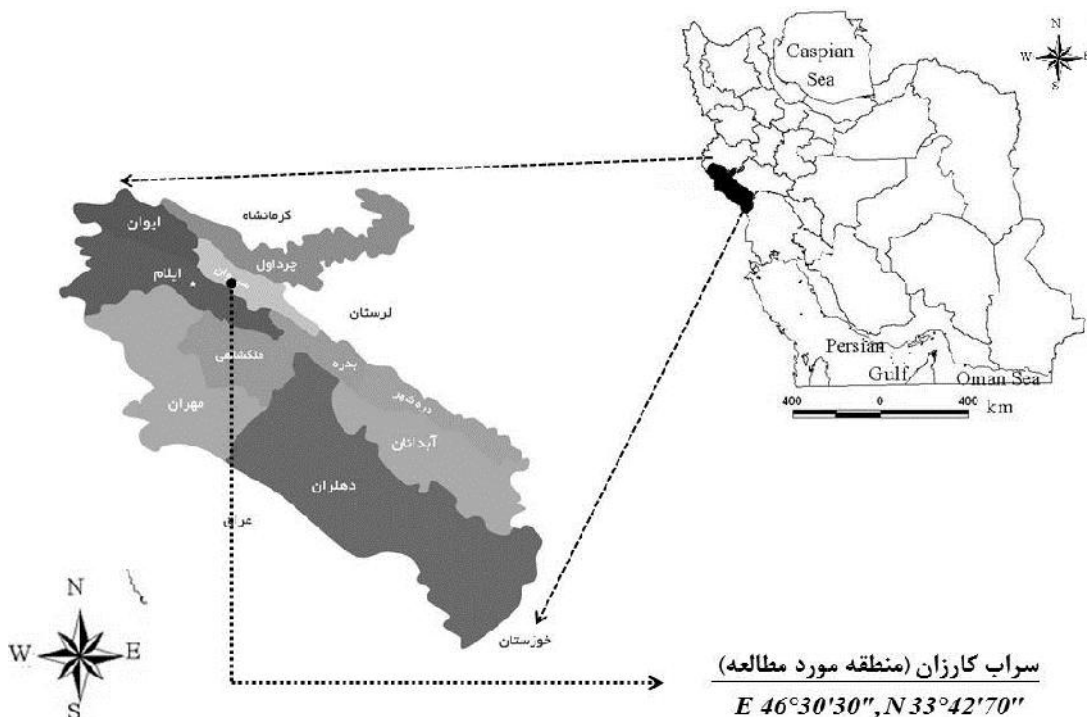 N
W
E
S
Caspian
Sea
Persian
Gulf
Oman Sea
400
0
400
km
کرمانشاه
ایوان
چرداول
ایلام
لرستان
ملکشاهی
بدره
مهران
دره شهر
آبدانان
دهلران
عراق
خوزستان
N
W
E
S
سراب کارزان (منطقه مورد مطالعه)
E 46°30'30", N 33°42'70"